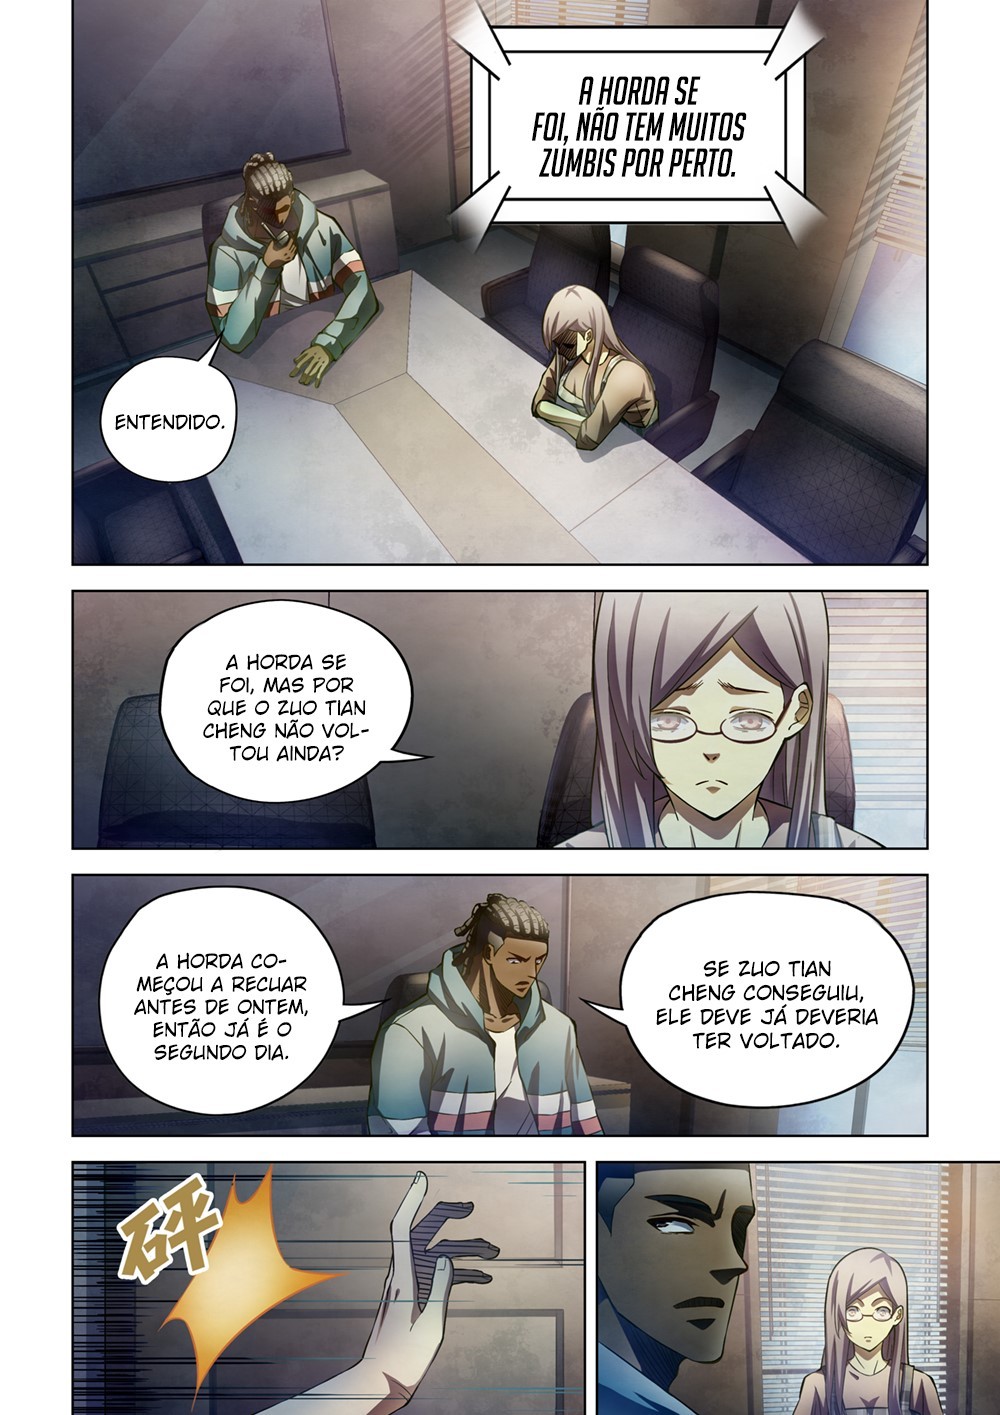 A HORDA SE
FOI, NÃO TEM MUITOS
ZUMBIS POR PERTO.
ENTENDIDO.
A HORDA SE
FOI, MAS POR
QUE O ZUO TIAN
CHENG NÃO VOL-
TOU AINDA?
A HORDA CO-
MEÇOU A RECUAR
ANTES DE ONTEM,
ENTÃO JÁ É O
SEGUNDO DIA.
SE ZUO TIAN
CHENG CONSEGUIU,
ELE DEVE JÁ DEVERIA
TER VOLTADO.
砰